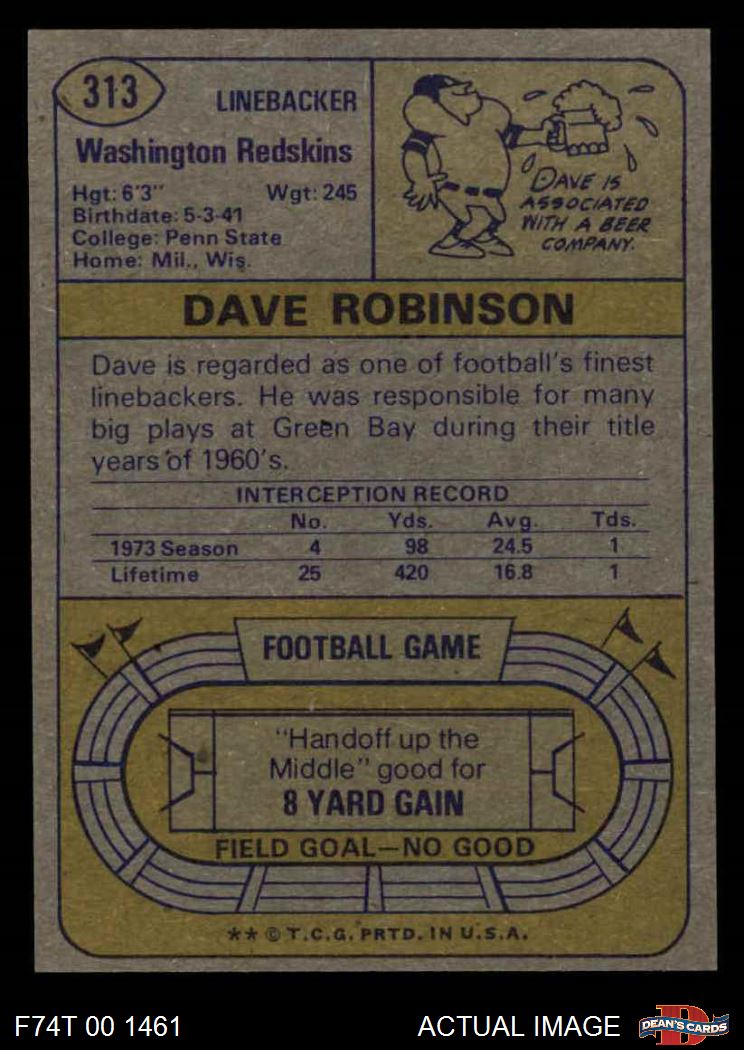 313
LINEBACKER
Washington Redskins
Hgt: 6'3" Wgt: 245
Birthdate: 5-3-41
College: Penn State
Home: Mil., Wis.
DAVE IS
ASSOCIATED
WITH A BEER
COMPANY.
DAVE ROBINSON
Dave is regarded as one of football's finest
linebackers. He was responsible for many
big plays at Green Bay during their title
years of 1960's.
INTERCEPTION RECORD
No. Yds. Avg. Tds.
1973 Season 4 98 24.5 1
Lifetime 25 420 16.8 1
FOOTBALL GAME
"Handoff up the
Middle" good for
8 YARD GAIN
FIELD GOAL—NO GOOD
** © T.C.G. PRTD. IN U.S.A.
F74T 00 1461 ACTUAL IMAGE
D
DEAN'S CARDS